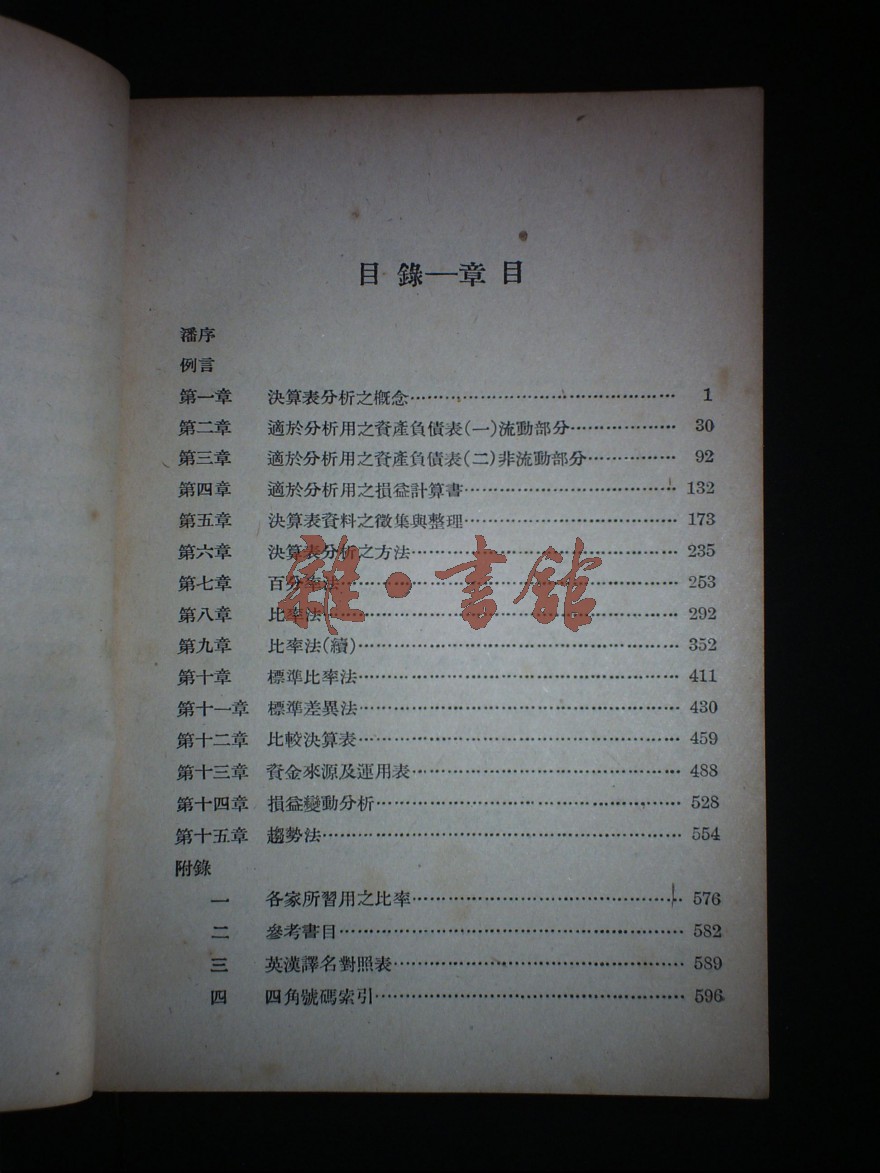 目錄──章目
潘序
例言
第一章 決算表分析之概念…………………………………………1
第二章 適於分析用之資產負債表(一)流動部分………………30
第三章 適於分析用之資產負債表(二)非流動部分……………92
第四章 適於分析用之損益計算書………………………………132
第五章 決算表資料之徵集與整理………………………………173
第六章 決算表分析之方法………………………………………235
第七章 百分率法…………………………………………………253
第八章 比率法……………………………………………………292
第九章 比率法(續)………………………………………………352
第十章 標準比率法………………………………………………411
第十一章 標準差異法……………………………………………430
第十二章 比較決算表……………………………………………459
第十三章 資金來源及運用表……………………………………488
第十四章 損益變動分析…………………………………………528
第十五章 趨勢法…………………………………………………554
附錄
一 各家所習用之比率……………………………………………576
二 參考書目………………………………………………………582
三 英漢譯名對照表………………………………………………589
四 四角號碼索引…………………………………………………596
雜·書館